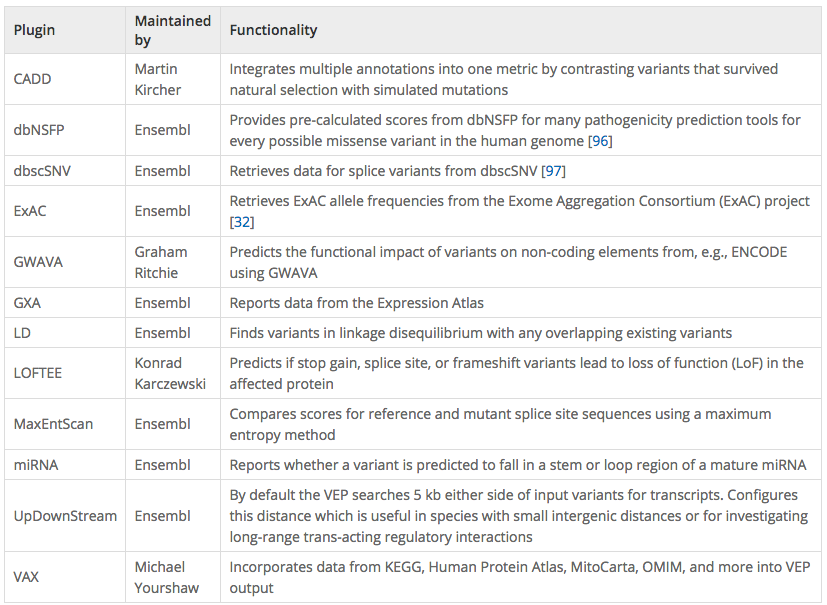 Plugin Maintained by Functionality
CADD Martin Kircher Integrates multiple annotations into one metric by contrasting variants that survived
natural selection with simulated mutations
dbNSFP Ensembl Provides pre-calculated scores from dbNSFP for many pathogenicity prediction tools for
every possible missense variant in the human genome [96]
dbscSNV Ensembl Retrieves data for splice variants from dbscSNV [97]
ExAC Ensembl Retrieves ExAC allele frequencies from the Exome Aggregation Consortium (ExAC) project
[32]
GWAVA Graham Ritchie Predicts the functional impact of variants on non-coding elements from, e.g., ENCODE
using GWAVA
GXA Ensembl Reports data from the Expression Atlas
LD Ensembl Finds variants in linkage disequilibrium with any overlapping existing variants
LOFTEE Konrad Karczewski Predicts if stop gain, splice site, or frameshift variants lead to loss of function (LoF) in the
affected protein
MaxEntScan Ensembl Compares scores for reference and mutant splice site sequences using a maximum
entropy method
miRNA Ensembl Reports whether a variant is predicted to fall in a stem or loop region of a mature miRNA
UpDownStream Ensembl By default the VEP searches 5 kb either side of input variants for transcripts. Configures
this distance which is useful in species with small intergenic distances or for investigating
long-range trans-acting regulatory interactions
VAX Michael Yourshaw Incorporates data from KEGG, Human Protein Atlas, MitoCarta, OMIM, and more into VEP
output